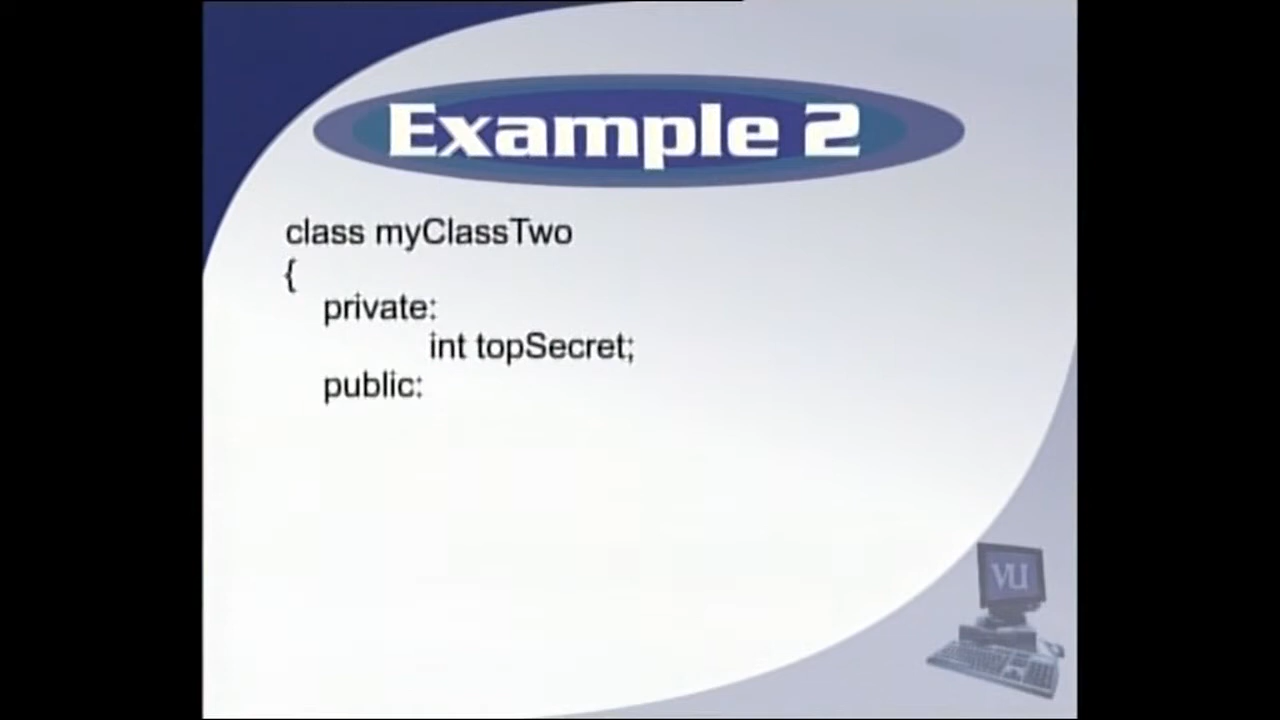 Example 2
class myClassTwo
{
private:
int topSecret;
public:
VU